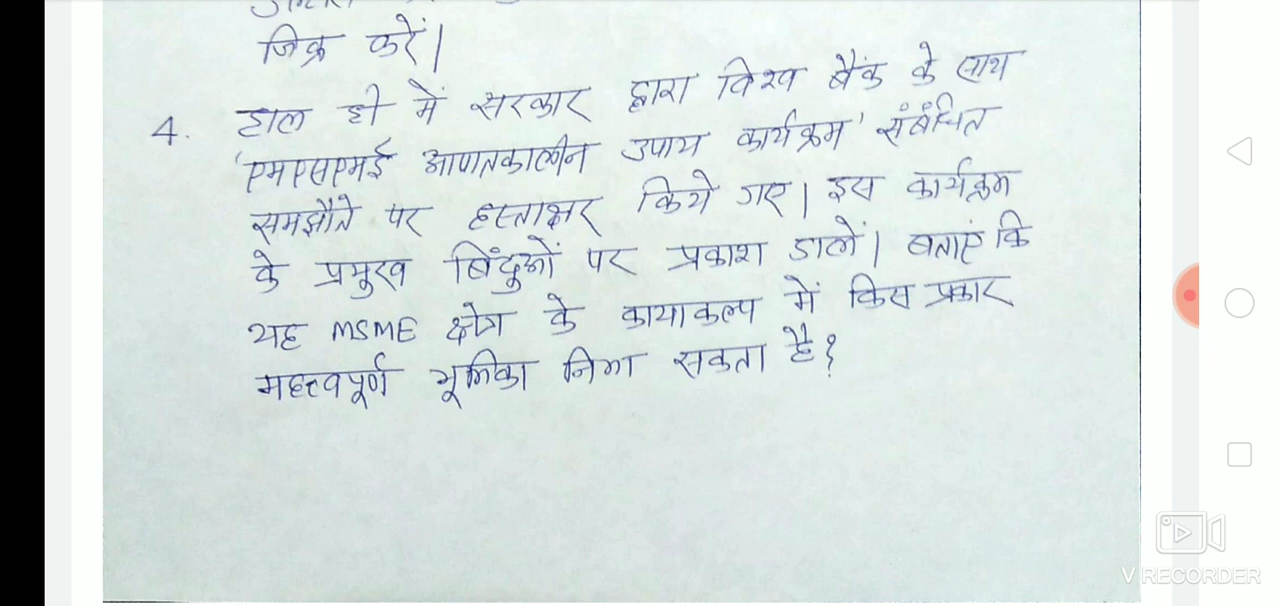 जिक्र करें।
4. हाल ही में सरकार द्वारा विश्व बैंक के साथ
'एमएसएमई आपातकालीन उपाय कार्यक्रम' संबंधित
समझौते पर हस्ताक्षर किये गए। इस कार्यक्रम
के प्रमुख बिंदुओं पर प्रकाश डालें। बताएं कि
यह MSME क्षेत्र के कायाकल्प में किस प्रकार
महत्त्वपूर्ण भूमिका निभा सकता है?
V RECORDER